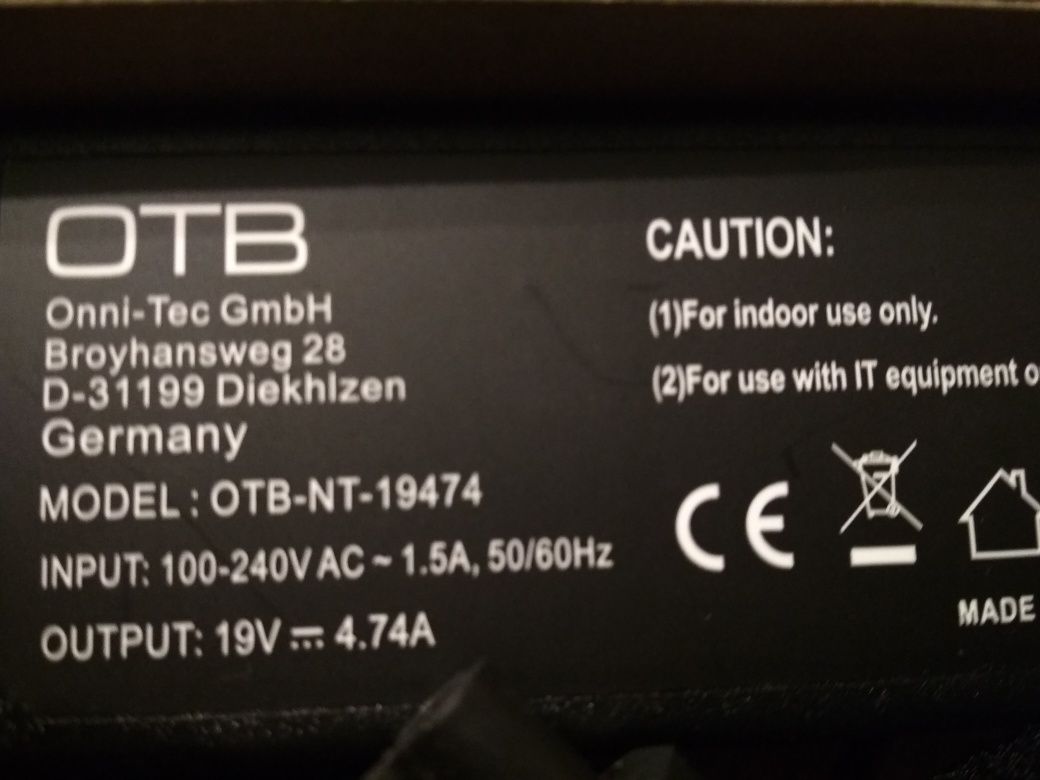 OTB
Onni-Tec GmbH
Broyhansweg 28
D-31199 Diekhlzen
Germany
MODEL : OTB-NT-19474
INPUT: 100-240V AC ~ 1.5A, 50/60Hz
OUTPUT: 19V ⎓ 4.74A
CAUTION:
(1)For indoor use only.
(2)For use with IT equipment
CE
MADE